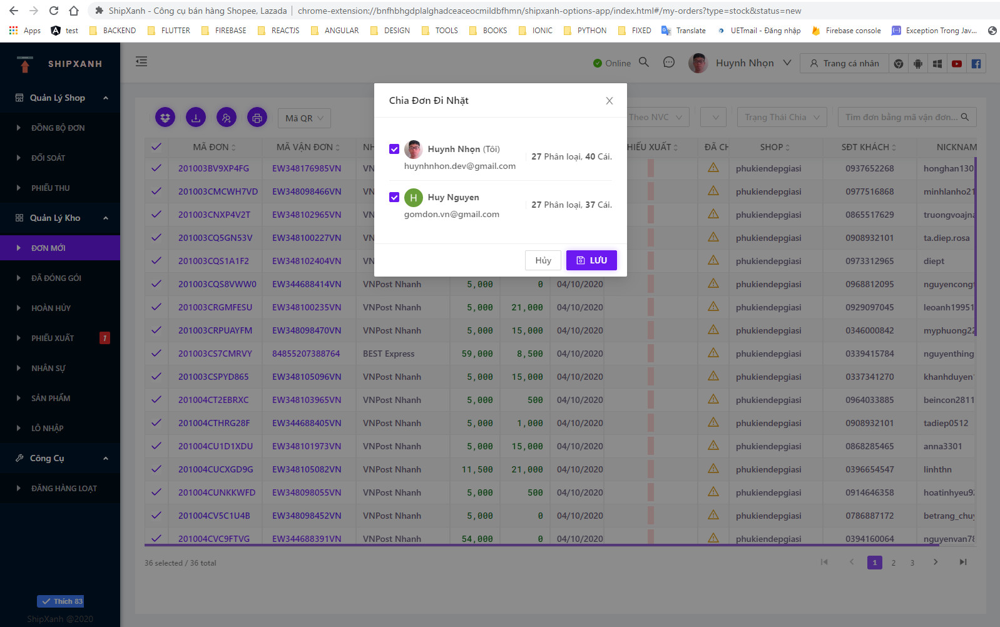 ShipXanh - Công cụ bán hàng Shopee, Lazada | chrome-extension://bnfhbhgdplalghadceaceocmildbfhmn/shipxanh-options-app/index.html#/my-orders?type=stock&status=new
Apps test BACKEND FLUTTER FIREBASE REACTJS ANGULAR DESIGN TOOLS BOOKS IONIC PYTHON FIXED Translate UETmail - Đăng nhập Firebase console Exception Trong Jav...
SHIPXANH
Online Huynh Nhọn Trang cá nhân
Quản Lý Shop
ĐỒNG BỘ ĐƠN
ĐỐI SOÁT
PHIẾU THU
Quản Lý Kho
ĐƠN MỚI
ĐÃ ĐÓNG GÓI
HOÀN HỦY
PHIẾU XUẤT 1
NHÂN SỰ
SẢN PHẨM
LÔ NHẬP
Công Cụ
ĐĂNG HÀNG LOẠT
Thích 83
ShipXanh @2020
Chia Đơn Đi Nhặt
Huynh Nhọn (Tôi)
huynhnhon.dev@gmail.com
27 Phân loại, 40 Cái.
H Huy Nguyen
gomdon.vn@gmail.com
27 Phân loại, 37 Cái.
Hủy LƯU
Mã QR Theo NVC Trạng Thái Chia Tìm đơn bằng mã vận đơn...
MÃ ĐƠN MÃ VẬN ĐƠN NH HIẾU XUẤT ĐÃ CH SHOP SĐT KHÁCH NICKNAM
201003BV9XP4FG EW348176985VN VN phukiendepgiasi 0937652268 honghan130
201003CMCWH7VD EW348098466VN VN phukiendepgiasi 0977516868 minhlanho21
201003CNXP4V2T EW348102965VN VN phukiendepgiasi 0865517629 truongvoajna
201003CQ5GN53V EW348100227VN VN phukiendepgiasi 0908932101 ta.diep.rosa
201003CQS1A1F2 EW348102404VN VN phukiendepgiasi 0973312965 diept
201003CQS8VWW0 EW344688414VN VNPost Nhanh 5,000 0 04/10/2020 phukiendepgiasi 0968812095 nguyencongt
201003CRGMFESU EW348100235VN VNPost Nhanh 5,000 21,000 04/10/2020 phukiendepgiasi 0929097045 leoanh19951
201003CRPUAYFM EW348098470VN VNPost Nhanh 5,000 15,000 04/10/2020 phukiendepgiasi 0346000842 myphuong22
201003CS7CMRVY 84855207388764 BEST Express 59,000 8,500 04/10/2020 phukiendepgiasi 0339415784 nguyenthing
201003CSPYD865 EW348105096VN VNPost Nhanh 5,000 15,000 04/10/2020 phukiendepgiasi 0337341270 khanhduyen1
201004CT2EBRXC EW348103965VN VNPost Nhanh 5,000 500 04/10/2020 phukiendepgiasi 0964033885 beincon2811
201004CTHRG28F EW344688405VN VNPost Nhanh 5,000 1,000 04/10/2020 phukiendepgiasi 0908932101 tadiep0512
201004CU1D1XDU EW348101973VN VNPost Nhanh 5,000 15,000 04/10/2020 phukiendepgiasi 0868285465 anna3301
201004CUCXGD9G EW348105082VN VNPost Nhanh 11,500 21,000 04/10/2020 phukiendepgiasi 0396654547 linhthn
201004CUNKKWFD EW348098055VN VNPost Nhanh 5,000 500 04/10/2020 phukiendepgiasi 0914646358 hoatinhyeu92
201004CV5C1U4B EW348098452VN VNPost Nhanh 5,000 0 04/10/2020 phukiendepgiasi 0786887172 betrang_chuy
201004CVC9FTVG EW344688391VN VNPost Nhanh 54,000 0 04/10/2020 phukiendepgiasi 0394160064 nguyenvan78
36 selected / 36 total 1 2 3